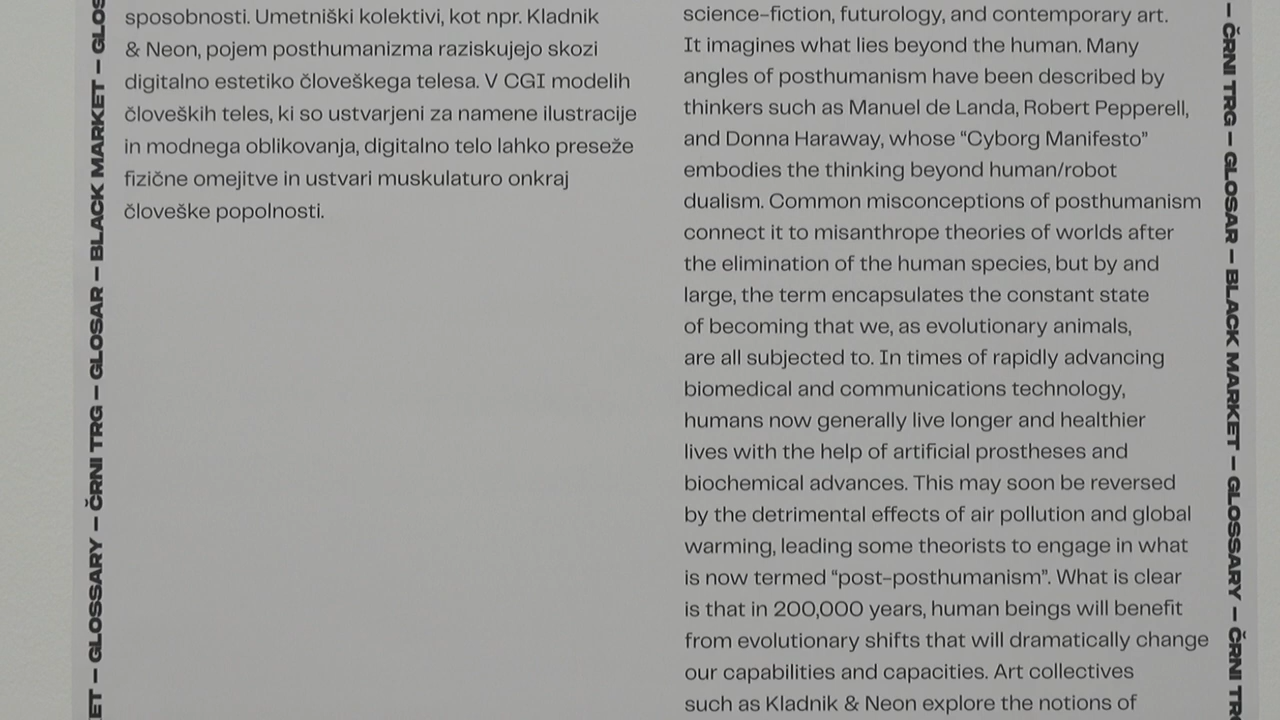 sposobnosti. Umetniški kolektivi, kot npr. Kladnik
& Neon, pojem posthumanizma raziskujejo skozi
digitalno estetiko človeškega telesa. V CGI modelih
človeških teles, ki so ustvarjeni za namene ilustracije
in modnega oblikovanja, digitalno telo lahko preseže
fizične omejitve in ustvari muskulaturo onkraj
človeške popolnosti.
science-fiction, futurology, and contemporary art.
It imagines what lies beyond the human. Many
angles of posthumanism have been described by
thinkers such as Manuel de Landa, Robert Pepperell,
and Donna Haraway, whose “Cyborg Manifesto”
embodies the thinking beyond human/robot
dualism. Common misconceptions of posthumanism
connect it to misanthrope theories of worlds after
the elimination of the human species, but by and
large, the term encapsulates the constant state
of becoming that we, as evolutionary animals,
are all subjected to. In times of rapidly advancing
biomedical and communications technology,
humans now generally live longer and healthier
lives with the help of artificial prostheses and
biochemical advances. This may soon be reversed
by the detrimental effects of air pollution and global
warming, leading some theorists to engage in what
is now termed “post-posthumanism”. What is clear
is that in 200,000 years, human beings will benefit
from evolutionary shifts that will dramatically change
our capabilities and capacities. Art collectives
such as Kladnik & Neon explore the notions of
ET – GLOSSARY – ČRNI TRG – GLOSAR – BLACK MARKET – GLOS
– ČRNI TRG – GLOSAR – BLACK MARKET – GLOSSARY – ČRNI TR